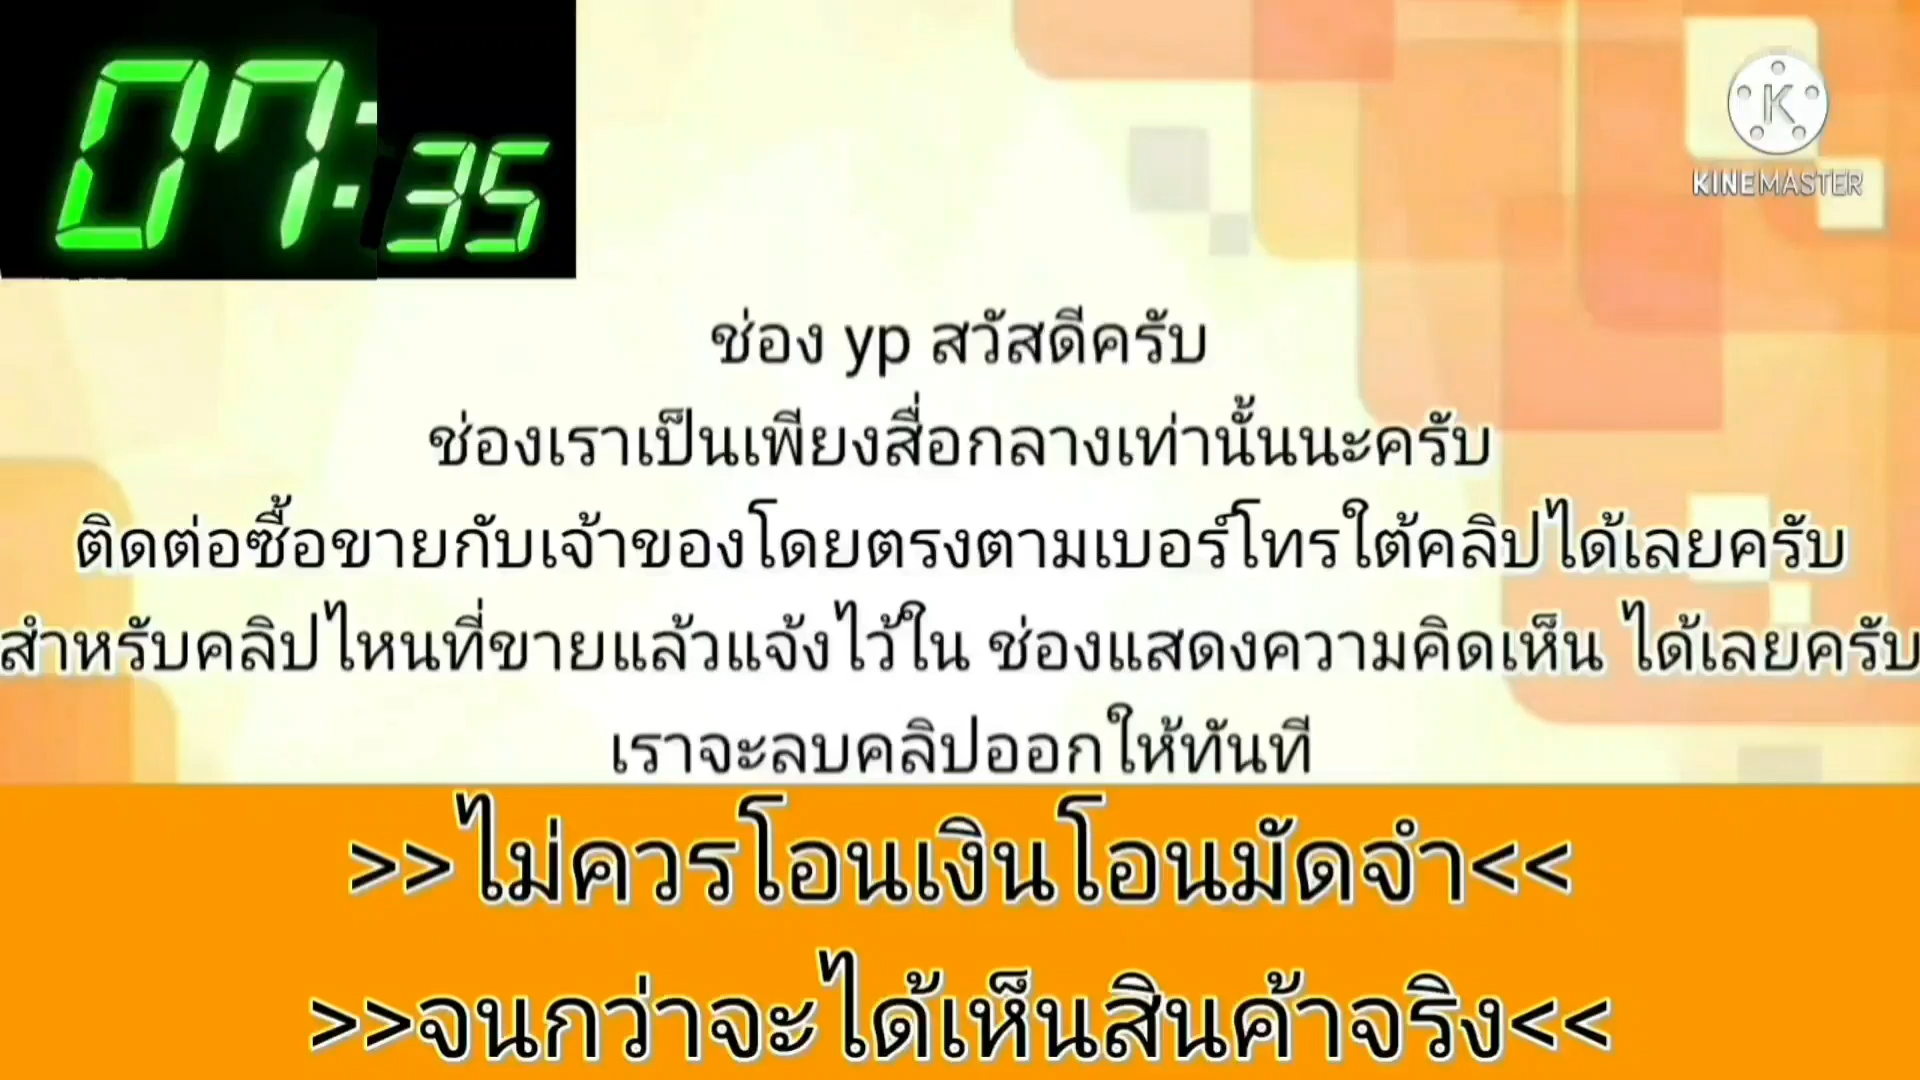 07:35
KINEMASTER
ช่อง yp สวัสดีครับ
ช่องเราเป็นเพียงสื่อกลางเท่านั้นนะครับ
ติดต่อซื้อขายกับเจ้าของโดยตรงตามเบอร์โทรใต้คลิปได้เลยครับ
สำหรับคลิปไหนที่ขายแล้วแจ้งไว้ใน ช่องแสดงความคิดเห็น ได้เลยครับ
เราจะลบคลิปออกให้ทันที
>>ไม่ควรโอนเงินโอนมัดจำ<<
>>จนกว่าจะได้เห็นสินค้าจริง<<